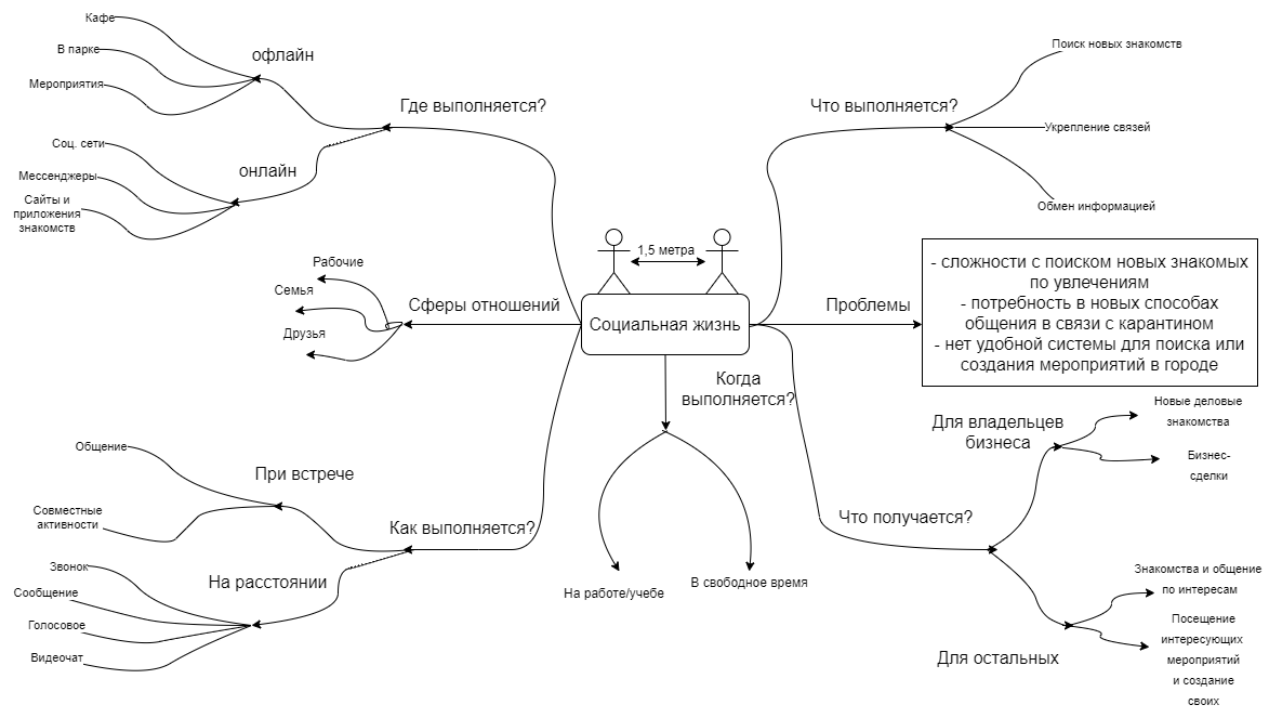 Кафе
В парке
Мероприятия
офлайн
Где выполняется?
Соц. сети
Мессенджеры
Сайты и
приложения
знакомств
онлайн
Рабочие
Семья
Друзья
Сферы отношений
1,5 метра
Социальная жизнь
Когда
выполняется?
На работе/учебе
В свободное время
Общение
Совместные
активности
При встрече
Как выполняется?
Звонок
Сообщение
Голосовое
Видеочат
На расстоянии
Что выполняется?
Поиск новых знакомств
Укрепление связей
Обмен информацией
Проблемы
- сложности с поиском новых знакомых
по увлечениям
- потребность в новых способах
общения в связи с карантином
- нет удобной системы для поиска или
создания мероприятий в городе
Что получается?
Для владельцев
бизнеса
Новые деловые
знакомства
Бизнес-
сделки
Для остальных
Знакомства и общение
по интересам
Посещение
интересующих
мероприятий
и создание
своих